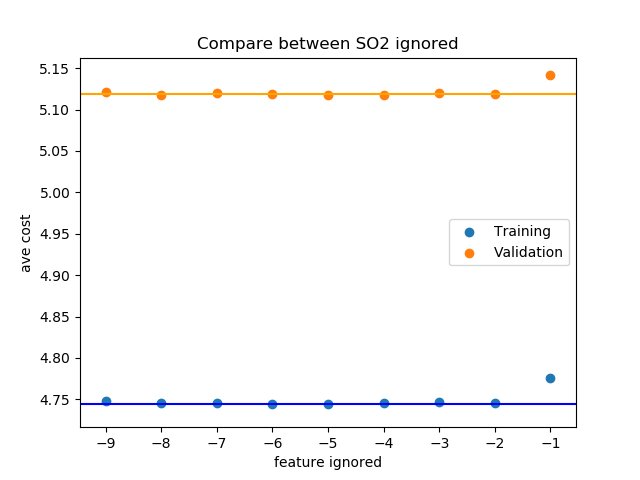 Compare between SO2 ignored
5.15
5.10
5.05
5.00
4.95
4.90
4.85
4.80
4.75
ave cost
Training
Validation
−9 −8 −7 −6 −5 −4 −3 −2 −1
feature ignored